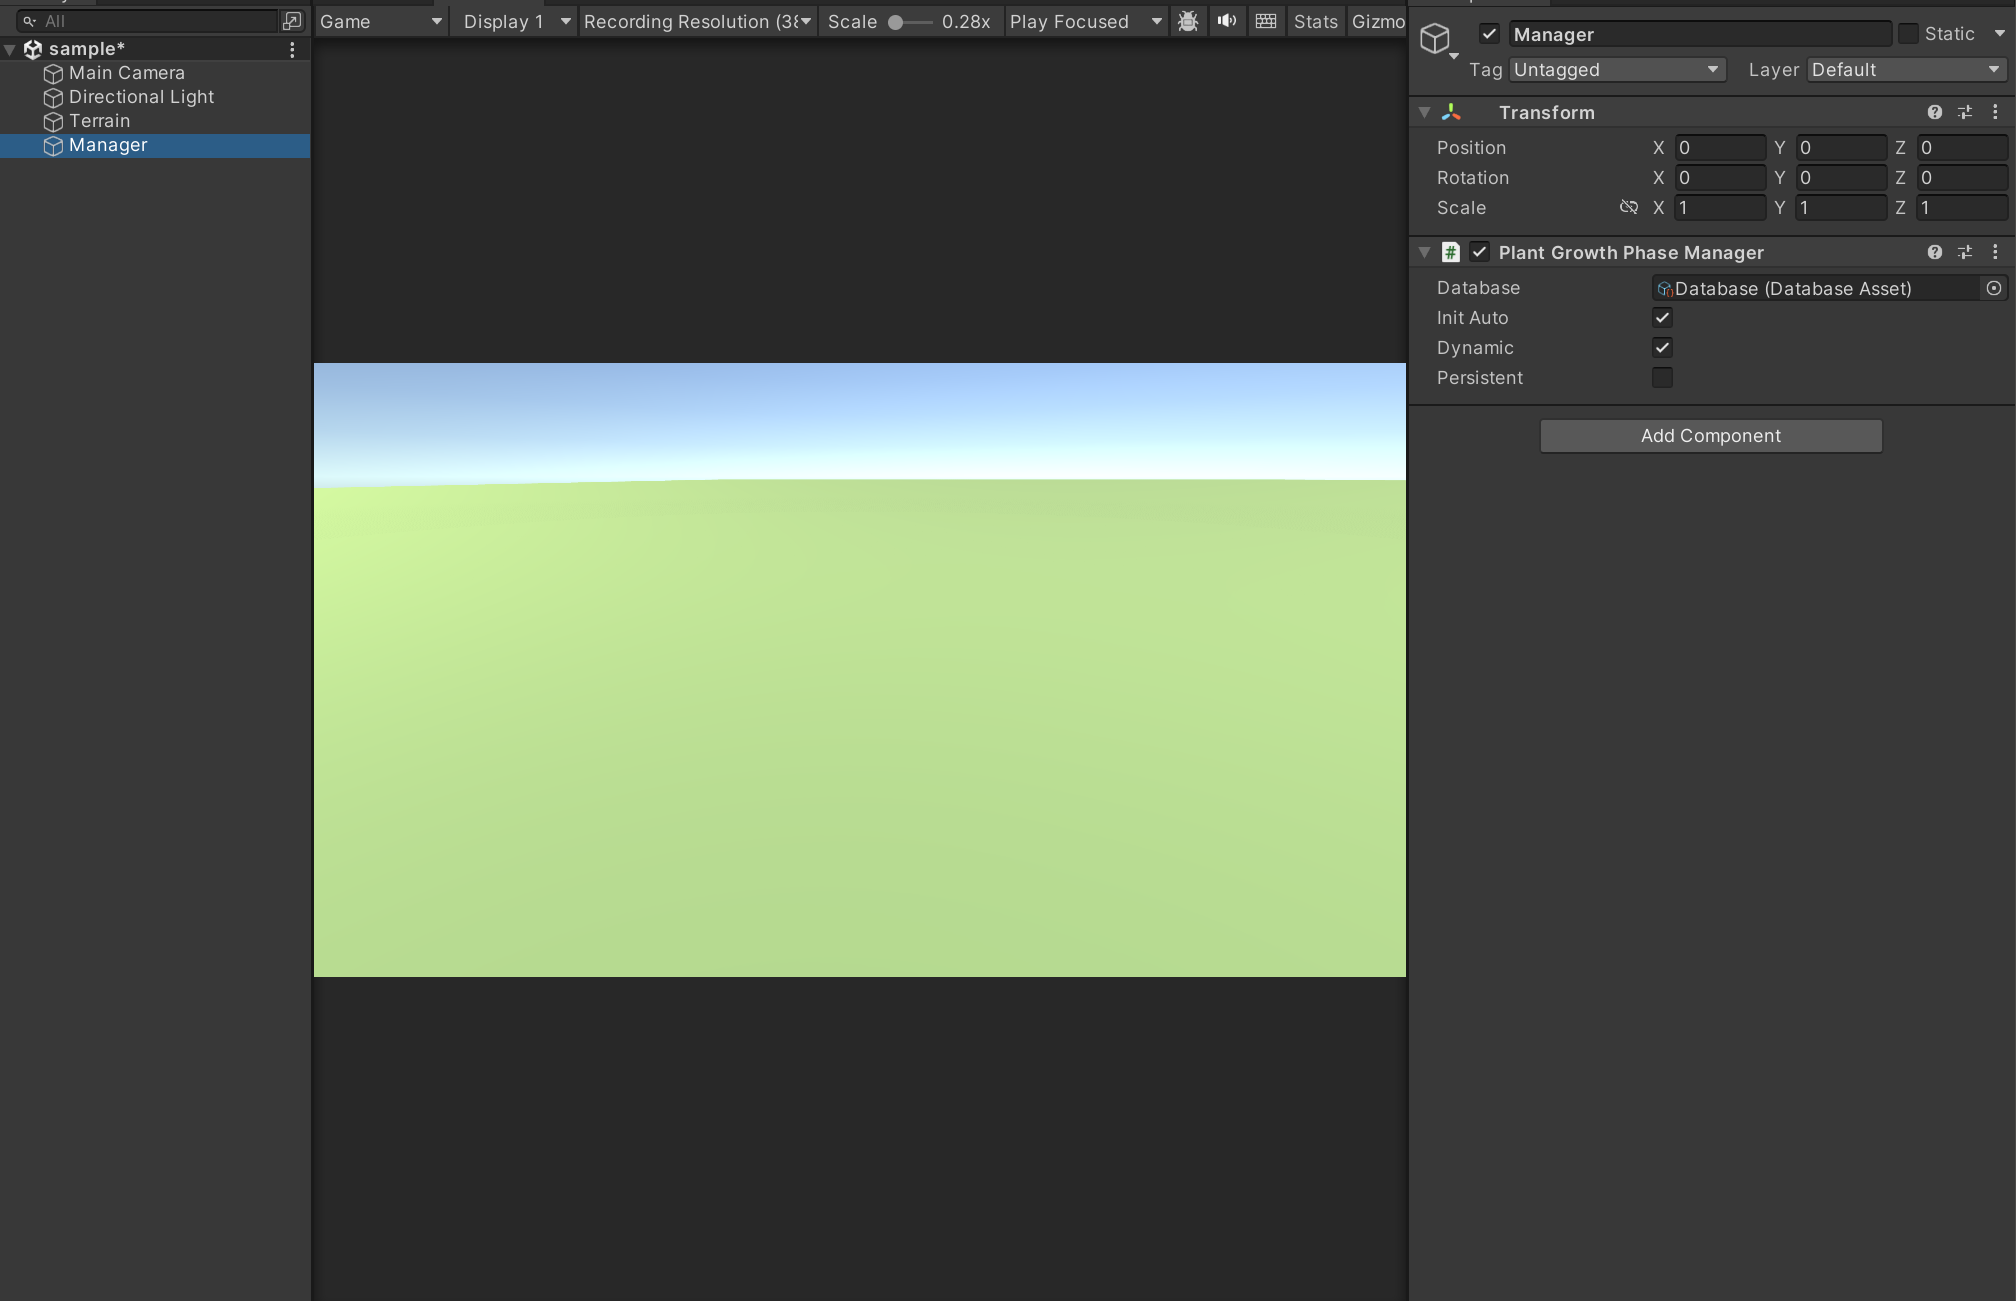 All
Game
Display 1
Recording Resolution (38
Scale
0.28x
Play Focused
Stats
Gizmo
sample*
Main Camera
Directional Light
Terrain
Manager
Manager
Static
Tag
Untagged
Layer
Default
Transform
Position X 0 Y 0 Z 0
Rotation X 0 Y 0 Z 0
Scale X 1 Y 1 Z 1
# Plant Growth Phase Manager
Database Database (Database Asset)
Init Auto
Dynamic
Persistent
Add Component